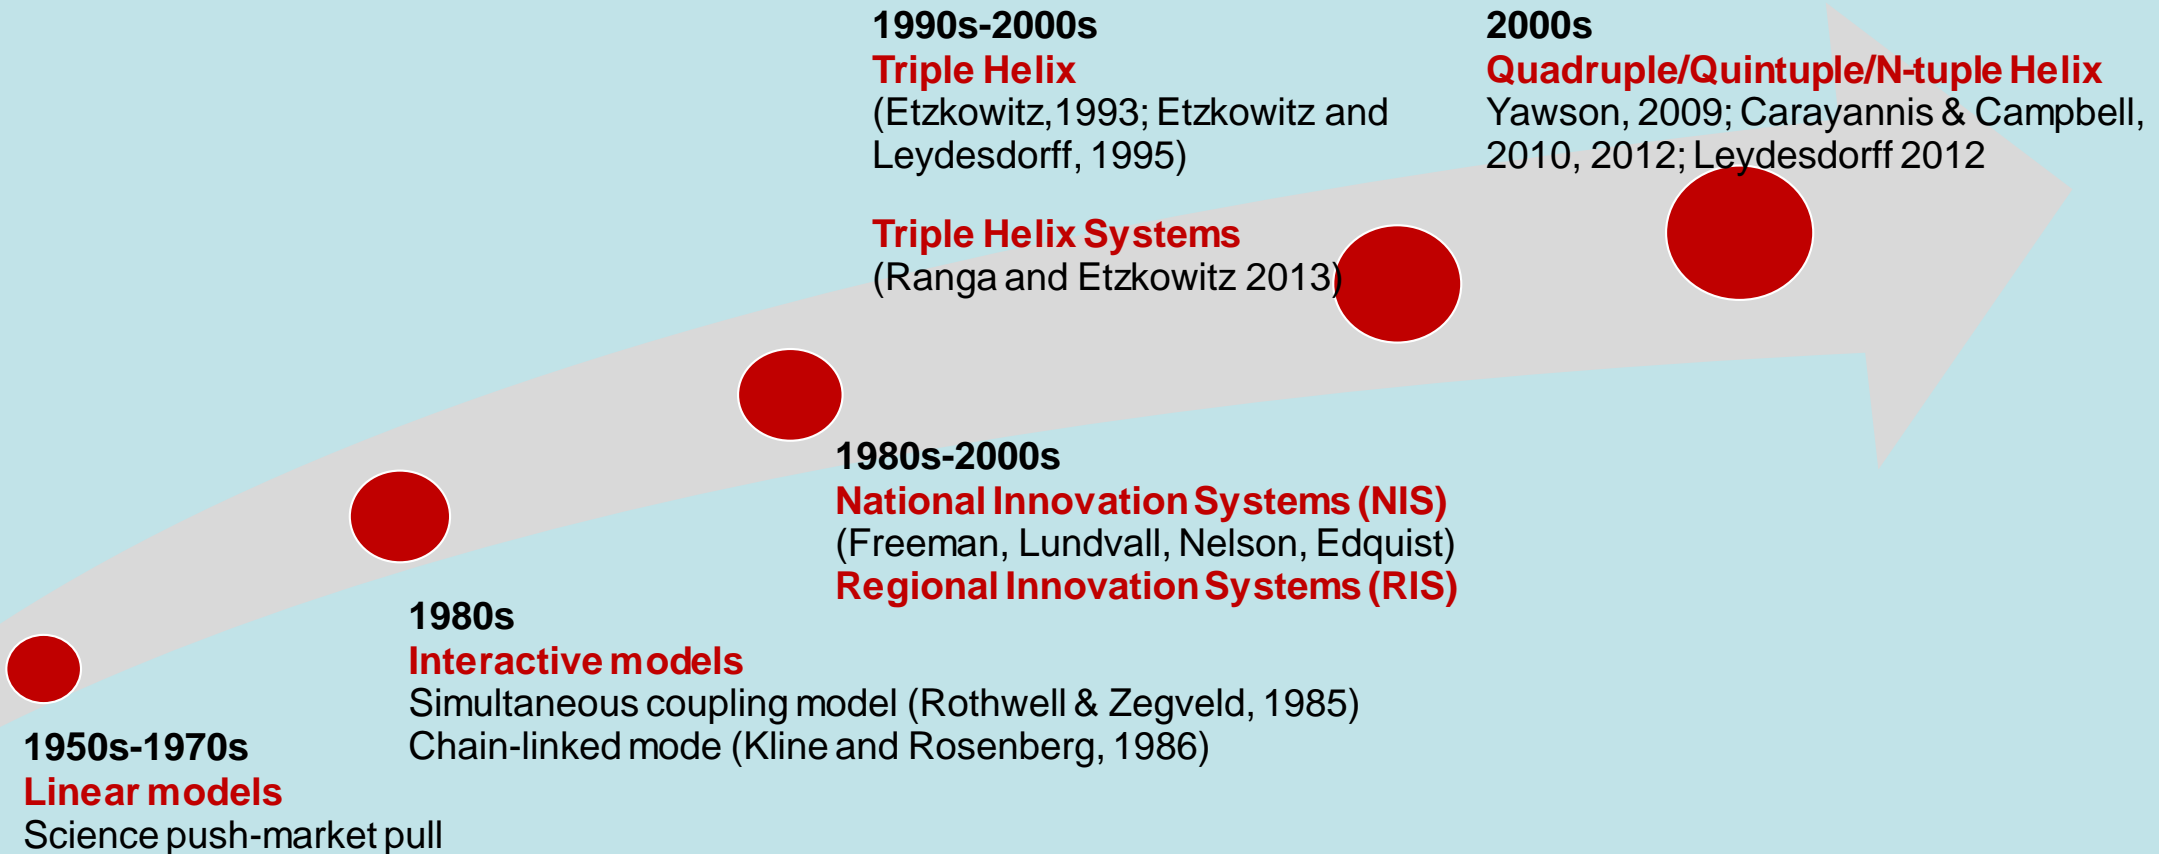 1950s-1970s
Linear models
Science push-market pull
1980s
Interactive models
Simultaneous coupling model (Rothwell & Zegveld, 1985)
Chain-linked mode (Kline and Rosenberg, 1986)
1980s-2000s
National Innovation Systems (NIS)
(Freeman, Lundvall, Nelson, Edquist)
Regional Innovation Systems (RIS)
1990s-2000s
Triple Helix
(Etzkowitz,1993; Etzkowitz and
Leydesdorff, 1995)
Triple Helix Systems
(Ranga and Etzkowitz 2013)
2000s
Quadruple/Quintuple/N-tuple Helix
Yawson, 2009; Carayannis & Campbell,
2010, 2012; Leydesdorff 2012